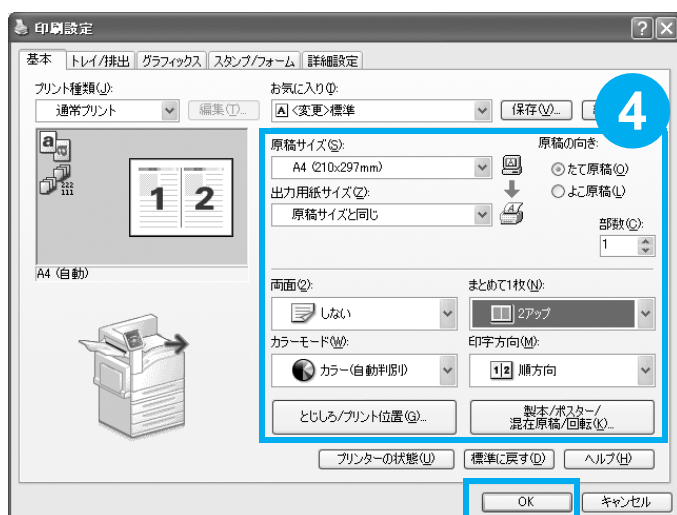 印刷設定
基本 トレイ/排出 グラフィックス スタンプ/フォーム 詳細設定
プリント種類(J):
通常プリント 編集(T)...
お気に入り(I):
A <変更>標準 保存(V)...
4
原稿サイズ(S):
A4 (210x297mm)
原稿の向き:
たて原稿(O)
よこ原稿(L)
出力用紙サイズ(Z):
原稿サイズと同じ
部数(C):
1
1 2
A4 (自動)
両面(2):
しない
まとめて1枚(N):
2アップ
カラーモード(W):
カラー(自動判別)
印字方向(M):
1 2 順方向
とじしろ/プリント位置(G)...
製本/ポスター/
混在原稿/回転(K)...
プリンターの状態(U) 標準に戻す(D) ヘルプ(H)
OK キャンセル